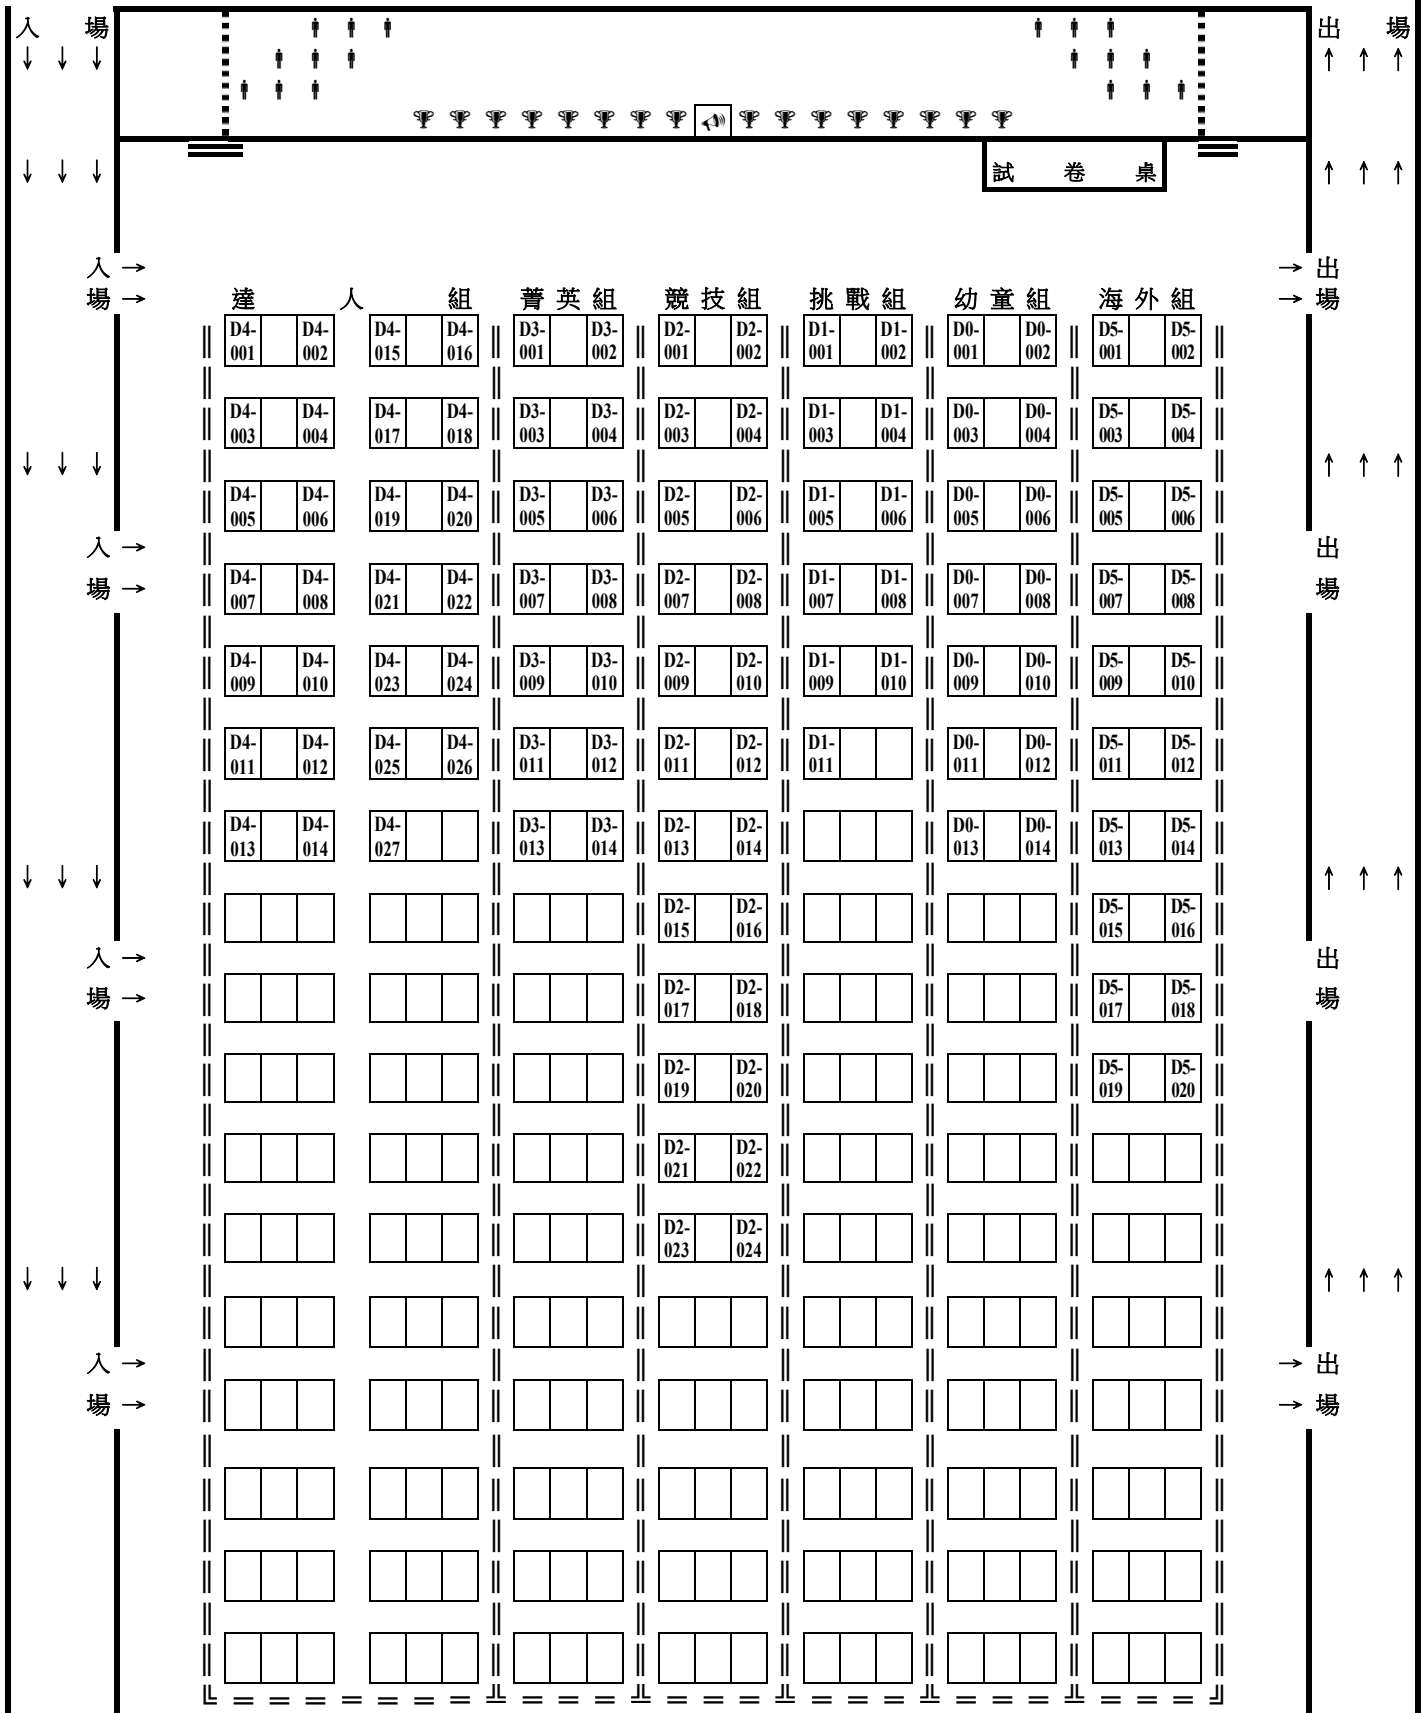 入 場 出 場
試 卷 桌
入 出
場 達 人 組 菁英組 競技組 挑戰組 幼童組 海外組 場
D4- D4- D4- D4- D3- D3- D2- D2- D1- D1- D0- D0- D5- D5-
001 002 015 016 001 002 001 002 001 002 001 002 001 002
D4- D4- D4- D4- D3- D3- D2- D2- D1- D1- D0- D0- D5- D5-
003 004 017 018 003 004 003 004 003 004 003 004 003 004
D4- D4- D4- D4- D3- D3- D2- D2- D1- D1- D0- D0- D5- D5-
005 006 019 020 005 006 005 006 005 006 005 006 005 006
入 出
D4- D4- D4- D4- D3- D3- D2- D2- D1- D1- D0- D0- D5- D5-
場 場
007 008 021 022 007 008 007 008 007 008 007 008 007 008
D4- D4- D4- D4- D3- D3- D2- D2- D1- D1- D0- D0- D5- D5-
009 010 023 024 009 010 009 010 009 010 009 010 009 010
D4- D4- D4- D4- D3- D3- D2- D2- D1- D0- D0- D5- D5-
011 012 025 026 011 012 011 012 011 011 012 011 012
D4- D4- D4- D3- D3- D2- D2- D0- D0- D5- D5-
013 014 027 013 014 013 014 013 014 013 014
D2- D2- D5- D5-
015 016 015 016
入 出
D2- D2- D5- D5-
場 場
017 018 017 018
D2- D2- D5- D5-
019 020 019 020
D2- D2-
021 022
D2- D2-
023 024
入 出
場 場